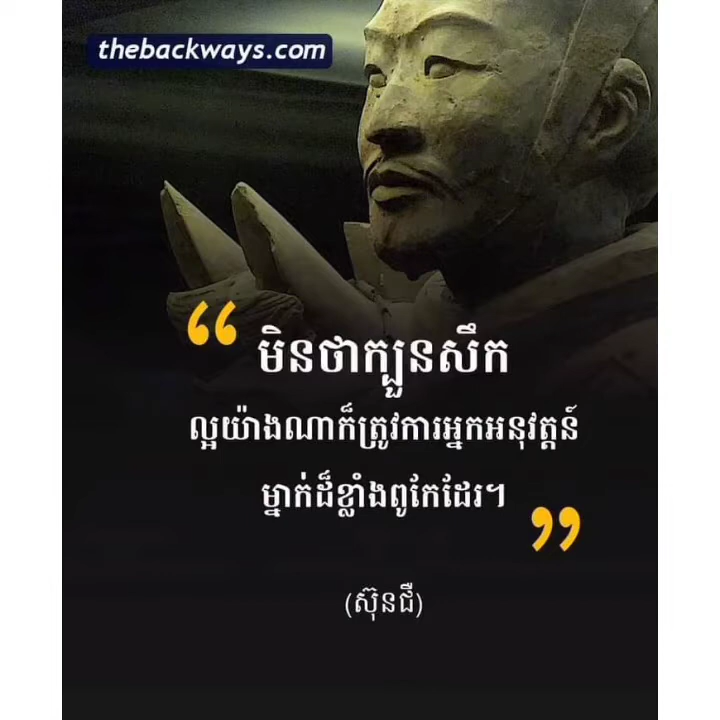 thebackways.com
“ មិនថាក្បួនសឹក
ល្អយ៉ាងណាក៏ត្រូវការអ្នកអនុវត្តន៍
ម្នាក់ដ៏ខ្លាំងពូកែដែរ។ ”
(ស៊ុនជឺ)